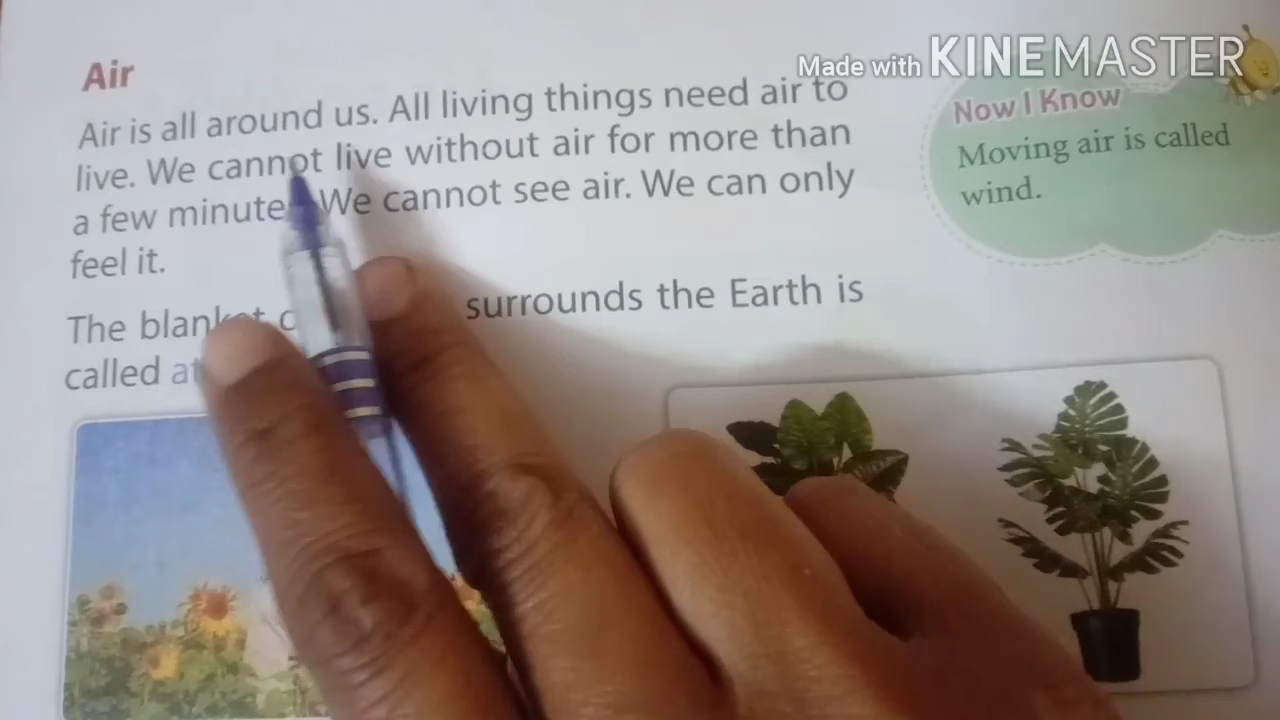 Made with KINEMASTER
Air
Air is all around us. All living things need air to
live. We cannot live without air for more than
a few minute We cannot see air. We can only
feel it.
The blanket surrounds the Earth is
called
Now I Know
Moving air is called
wind.